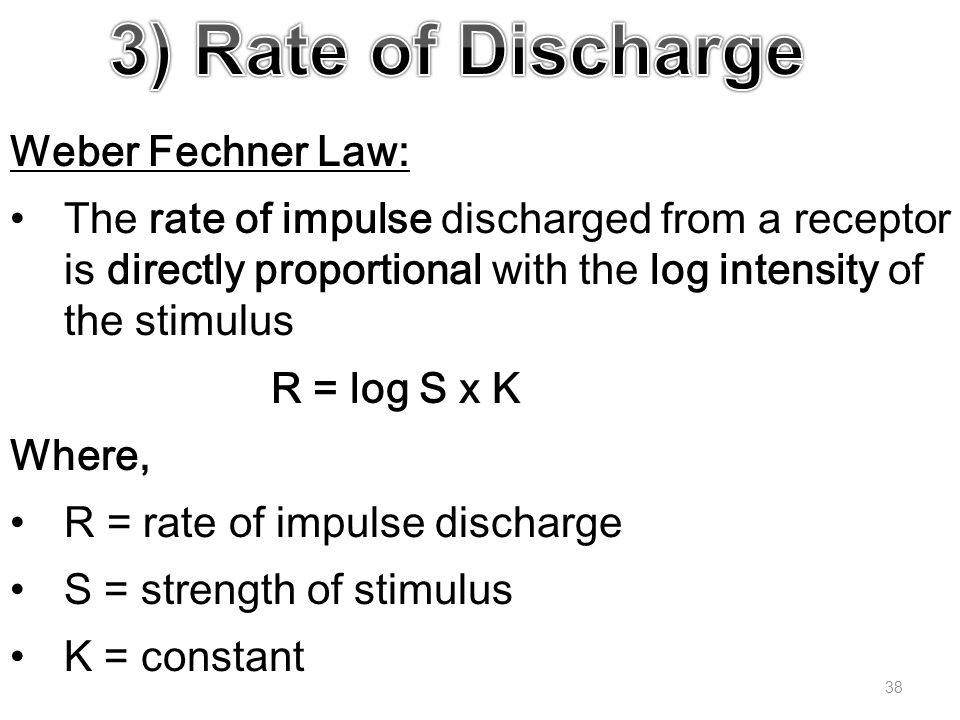 3) Rate of Discharge
Weber Fechner Law:
• The rate of impulse discharged from a receptor
is directly proportional with the log intensity of
the stimulus
R = log S x K
Where,
• R = rate of impulse discharge
• S = strength of stimulus
• K = constant
38